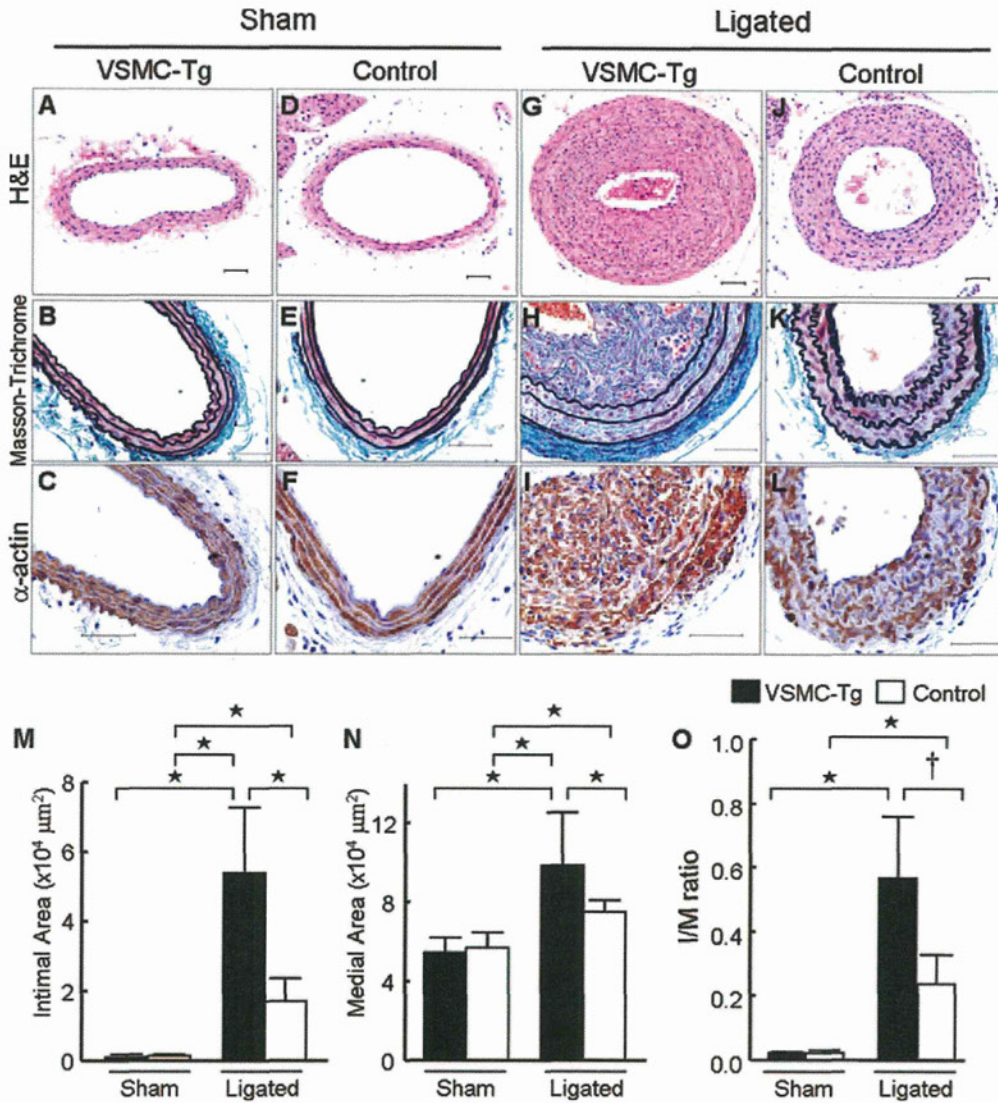 Sham
Ligated
VSMC-Tg
Control
VSMC-Tg
Control
H&E
A
D
G
J
Masson-Trichrome
B
E
H
K
α-actin
C
F
I
L
VSMC-Tg
Control
M
Intimal Area (x10⁴ μm²)
8
6
4
2
0
★
★
★
★
Sham
Ligated
N
Medial Area (x10⁴ μm²)
12
8
4
0
★
★
★
★
Sham
Ligated
O
I/M ratio
1.0
0.8
0.6
0.4
0.2
0
★
★
†
Sham
Ligated